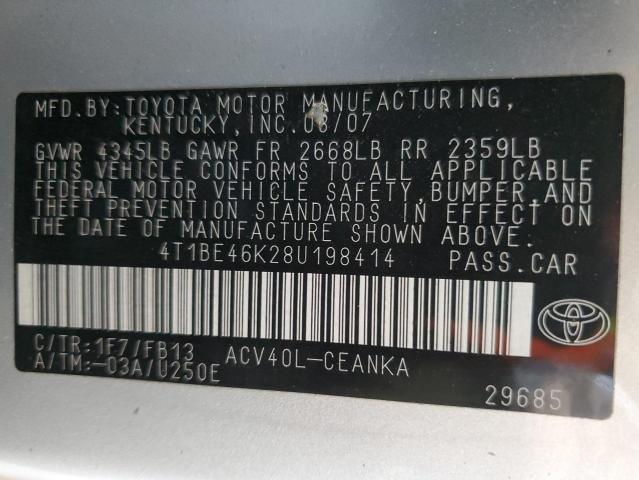 MFD.BY:TOYOTA MOTOR MANUFACTURING,
KENTUCKY,INC.08/07
GVWR 4345LB GAWR FR 2668LB RR 2359LB
THIS VEHICLE CONFORMS TO ALL APPLICABLE
FEDERAL MOTOR VEHICLE SAFETY,BUMPER,AND
THEFT PREVENTION STANDARDS IN EFFECT ON
THE DATE OF MANUFACTURE SHOWN ABOVE.
4T1BE46K28U198414 PASS.CAR
C/TR:1F7/FB13 ACV40L-CEANKA
A/TM:-03A/U250E
29685